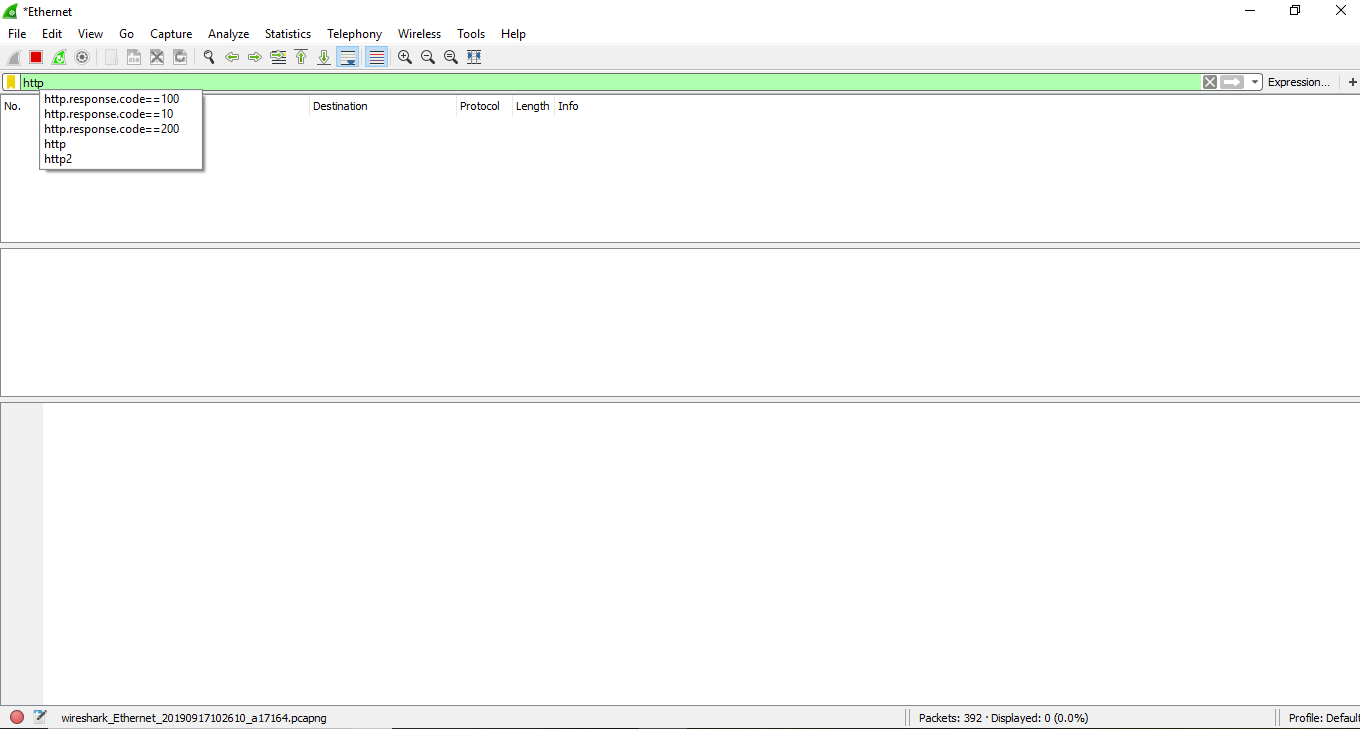 *Ethernet
File Edit View Go Capture Analyze Statistics Telephony Wireless Tools Help
http
Expression...
+
No. Destination Protocol Length Info
http.response.code==100
http.response.code==10
http.response.code==200
http
http2
wireshark_Ethernet_20190917102610_a17164.pcapng
Packets: 392 · Displayed: 0 (0.0%)
Profile: Default